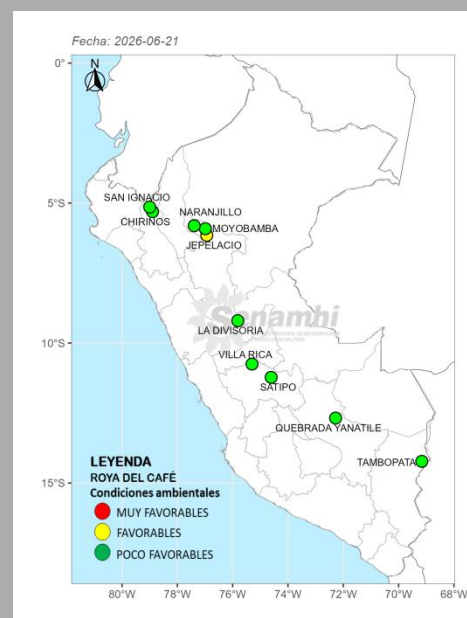 Fecha: 2026-06-21
N
0°
5°S
10°S
15°S
SAN IGNACIO
CHIRINOS
NARANJILLO
MOYOBAMBA
JEPELACIO
Senamhi
LA DIVISORIA
VILLA RICA
SATIPO
QUEBRADA YANATILE
TAMBOPATA
LEYENDA
ROYA DEL CAFÉ
Condiciones ambientales
MUY FAVORABLES
FAVORABLES
POCO FAVORABLES
80°W 78°W 76°W 74°W 72°W 70°W 68°W